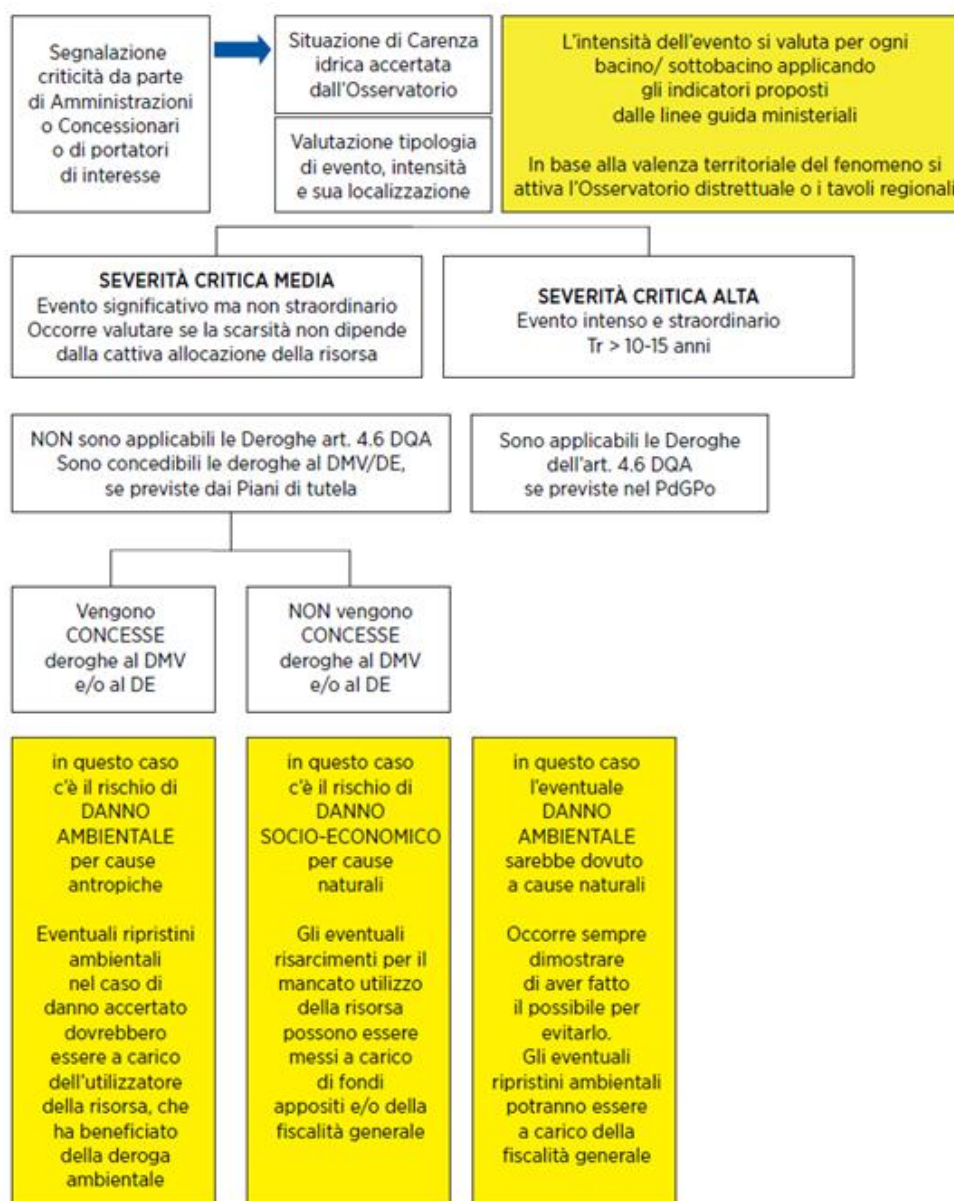 Segnalazione
criticità da parte
di Amministrazioni
o Concessionari
o di portatori
di interesse
Situazione di Carenza
idrica accertata
dall'Osservatorio
Valutazione tipologia
di evento, intensità
e sua localizzazione
L'intensità dell'evento si valuta per ogni
bacino/ sottobacino applicando
gli indicatori proposti
dalle linee guida ministeriali
In base alla valenza territoriale del fenomeno si
attiva l'Osservatorio distrettuale o i tavoli regionali
SEVERITÀ CRITICA MEDIA
Evento significativo ma non straordinario
Occorre valutare se la scarsità non dipende
dalla cattiva allocazione della risorsa
SEVERITÀ CRITICA ALTA
Evento intenso e straordinario
Tr > 10-15 anni
NON sono applicabili le Deroghe art. 4.6 DQA
Sono concedibili le deroghe al DMV/DE,
se previste dai Piani di tutela
Sono applicabili le Deroghe
dell'art. 4.6 DQA
se previste nel PdGPo
Vengono
CONCESSE
deroghe al DMV
e/o al DE
NON vengono
CONCESSE
deroghe al DMV
e/o al DE
in questo caso
c'è il rischio di
DANNO
AMBIENTALE
per cause
antropiche
Eventuali ripristini
ambientali
nel caso di
danno accertato
dovrebbero
essere a carico
dell'utilizzatore
della risorsa, che
ha beneficiato
della deroga
ambientale
in questo caso
c'è il rischio di
DANNO
SOCIO-ECONOMICO
per cause
naturali
Gli eventuali
risarcimenti per il
mancato utilizzo
della risorsa
possono essere
messi a carico
di fondi
appositi e/o della
fiscalità generale
in questo caso
l'eventuale
DANNO
AMBIENTALE
sarebbe dovuto
a cause naturali
Occorre sempre
dimostrare
di aver fatto
il possibile per
evitarlo.
Gli eventuali
ripristini ambientali
potranno essere
a carico della
fiscalità generale